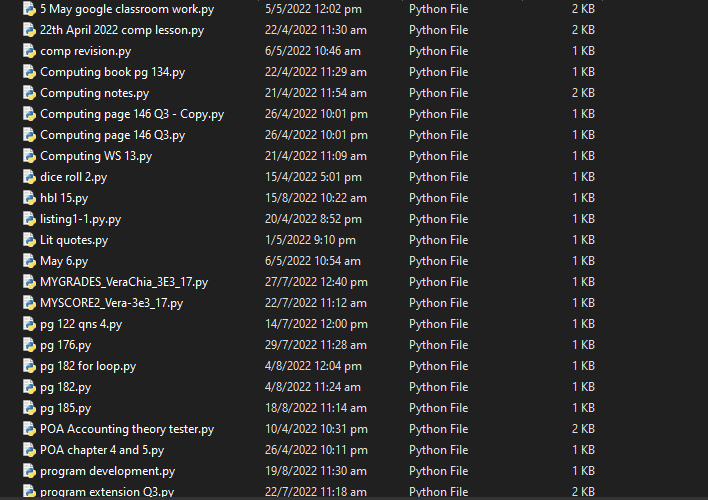 5 May google classroom work.py 5/5/2022 12:02 pm Python File 2 KB
22th April 2022 comp lesson.py 22/4/2022 11:30 am Python File 2 KB
comp revision.py 6/5/2022 10:46 am Python File 1 KB
Computing book pg 134.py 22/4/2022 11:29 am Python File 1 KB
Computing notes.py 21/4/2022 11:54 am Python File 2 KB
Computing page 146 Q3 - Copy.py 26/4/2022 10:01 pm Python File 1 KB
Computing page 146 Q3.py 26/4/2022 10:01 pm Python File 1 KB
Computing WS 13.py 21/4/2022 11:09 am Python File 1 KB
dice roll 2.py 15/4/2022 5:01 pm Python File 1 KB
hbl 15.py 15/8/2022 10:22 am Python File 1 KB
listing1-1.py.py 20/4/2022 8:52 pm Python File 1 KB
Lit quotes.py 1/5/2022 9:10 pm Python File 1 KB
May 6.py 6/5/2022 10:54 am Python File 1 KB
MYGRADES_VeraChia_3E3_17.py 27/7/2022 12:40 pm Python File 1 KB
MYSCORE2_Vera-3e3_17.py 22/7/2022 11:12 am Python File 1 KB
pg 122 qns 4.py 14/7/2022 12:00 pm Python File 1 KB
pg 176.py 29/7/2022 11:28 am Python File 1 KB
pg 182 for loop.py 4/8/2022 12:04 pm Python File 1 KB
pg 182.py 4/8/2022 11:24 am Python File 1 KB
pg 185.py 18/8/2022 11:14 am Python File 1 KB
POA Accounting theory tester.py 10/4/2022 10:31 pm Python File 2 KB
POA chapter 4 and 5.py 26/4/2022 10:11 pm Python File 1 KB
program development.py 19/8/2022 11:30 am Python File 1 KB
program extension Q3.py 22/7/2022 11:18 am Python File 2 KB